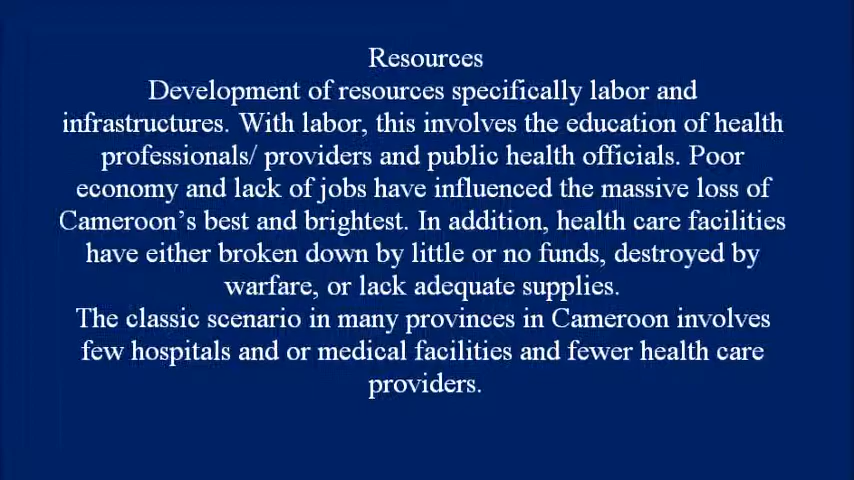 Resources
Development of resources specifically labor and
infrastructures. With labor, this involves the education of health
professionals/ providers and public health officials. Poor
economy and lack of jobs have influenced the massive loss of
Cameroon’s best and brightest. In addition, health care facilities
have either broken down by little or no funds, destroyed by
warfare, or lack adequate supplies.
The classic scenario in many provinces in Cameroon involves
few hospitals and or medical facilities and fewer health care
providers.